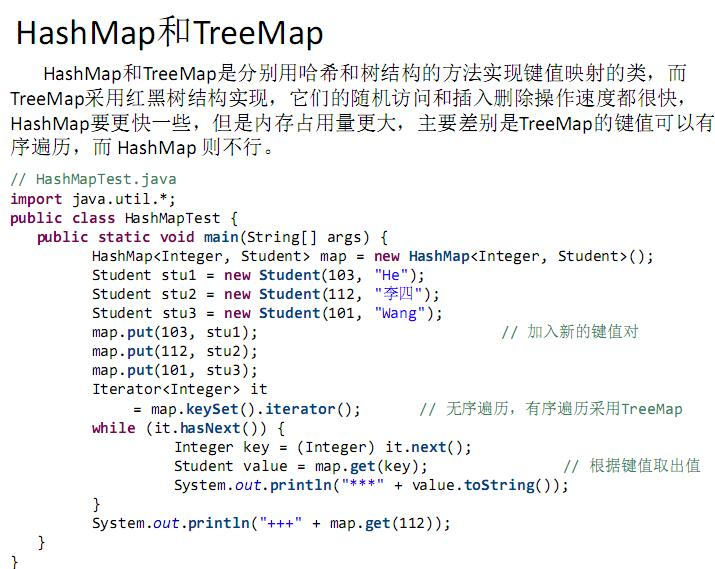 HashMap和TreeMap
HashMap和TreeMap是分别用哈希和树结构的方法实现键值映射的类，而
TreeMap采用红黑树结构实现，它们的随机访问和插入删除操作速度都很快，
HashMap要更快一些，但是内存占用量更大，主要差别是TreeMap的键值可以有
序遍历，而 HashMap 则不行。
// HashMapTest.java
import java.util.*;
public class HashMapTest {
public static void main(String[] args) {
HashMap<Integer, Student> map = new HashMap<Integer, Student>();
Student stu1 = new Student(103, "He");
Student stu2 = new Student(112, "李四");
Student stu3 = new Student(101, "Wang");
map.put(103, stu1); // 加入新的键值对
map.put(112, stu2);
map.put(101, stu3);
Iterator<Integer> it
= map.keySet().iterator(); // 无序遍历，有序遍历采用TreeMap
while (it.hasNext()) {
Integer key = (Integer) it.next();
Student value = map.get(key); // 根据键值取出值
System.out.println("***" + value.toString());
}
System.out.println("+++" + map.get(112));
}
}